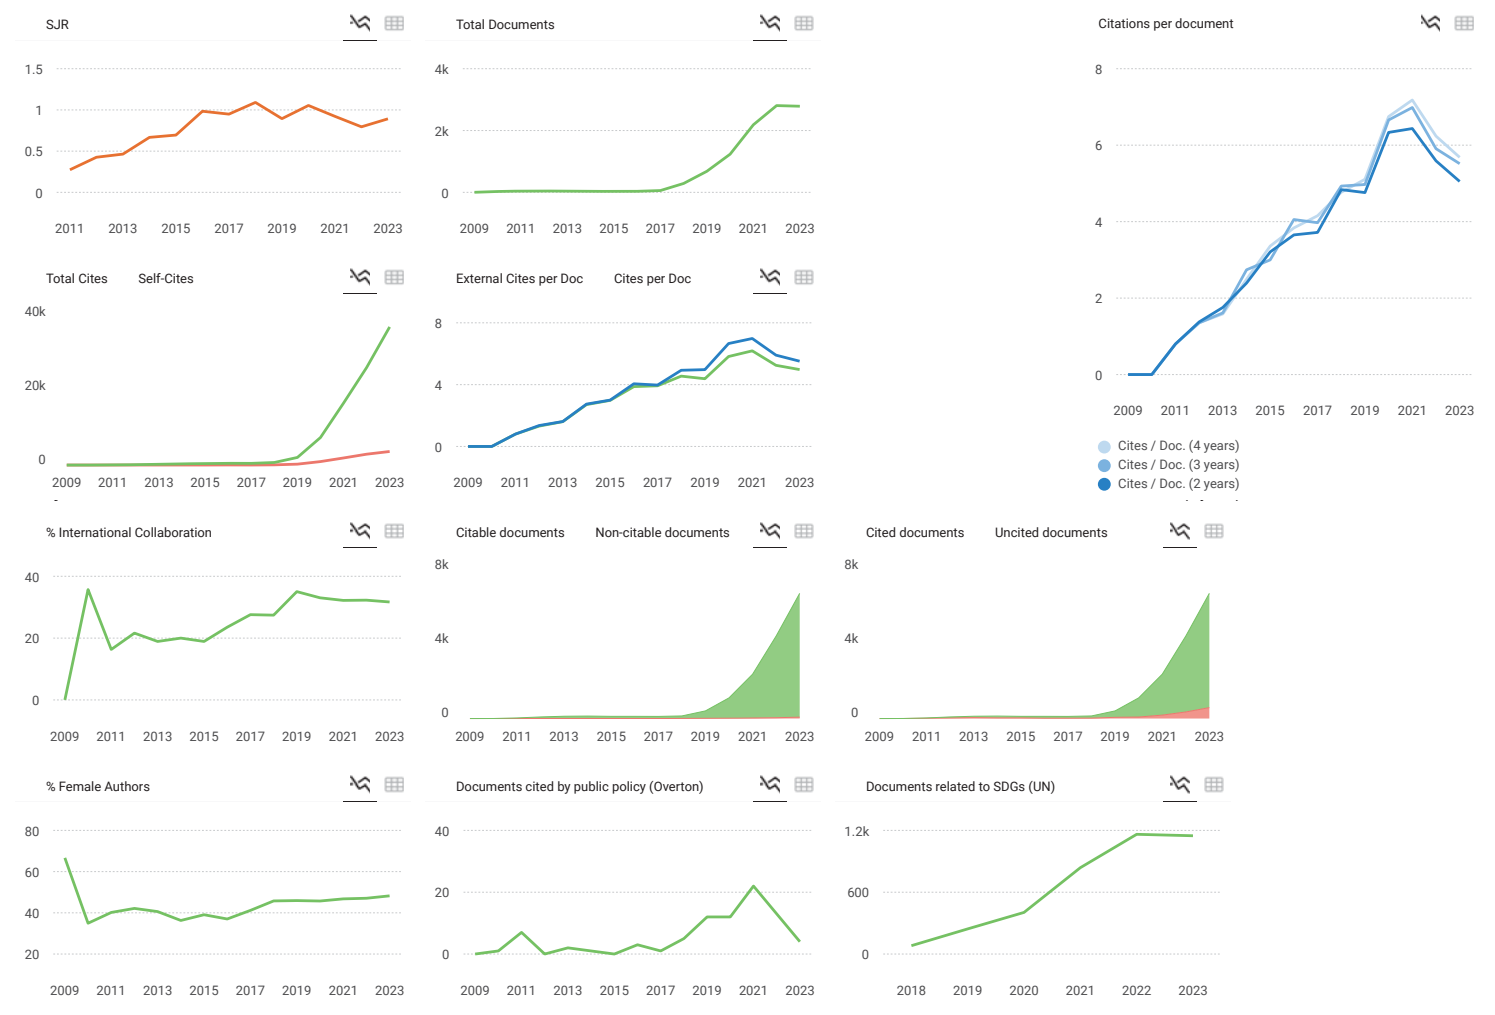 SJR
1.5
1
0.5
0
2011 2013 2015 2017 2019 2021 2023
Total Documents
4k
2k
0
2009 2011 2013 2015 2017 2019 2021 2023
Citations per document
8
6
4
2
0
2009 2011 2013 2015 2017 2019 2021 2023
Cites / Doc. (4 years)
Cites / Doc. (3 years)
Cites / Doc. (2 years)
Total Cites Self-Cites
40k
20k
0
2009 2011 2013 2015 2017 2019 2021 2023
External Cites per Doc Cites per Doc
8
4
0
2009 2011 2013 2015 2017 2019 2021 2023
% International Collaboration
40
20
0
2009 2011 2013 2015 2017 2019 2021 2023
Citable documents Non-citable documents
8k
4k
0
2009 2011 2013 2015 2017 2019 2021 2023
Cited documents Uncited documents
8k
4k
0
2009 2011 2013 2015 2017 2019 2021 2023
% Female Authors
80
60
40
20
2009 2011 2013 2015 2017 2019 2021 2023
Documents cited by public policy (Overton)
40
20
0
2009 2011 2013 2015 2017 2019 2021 2023
Documents related to SDGs (UN)
1.2k
600
0
2018 2019 2020 2021 2022 2023